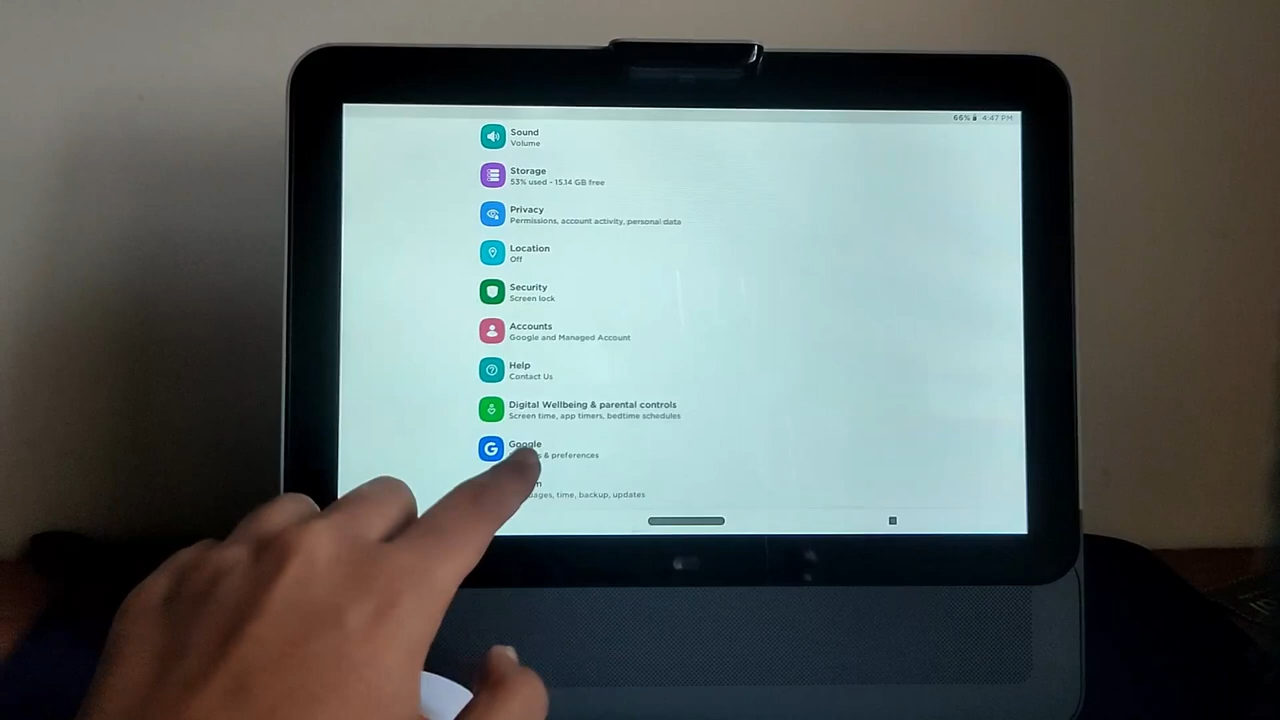 66% 4:47 PM
Sound
Volume
Storage
53% used - 15.14 GB free
Privacy
Permissions, account activity, personal data
Location
Off
Security
Screen lock
Accounts
Google and Managed Account
Help
Contact Us
Digital Wellbeing & parental controls
Screen time, app timers, bedtime schedules
G
Google
& preferences
time, backup, updates